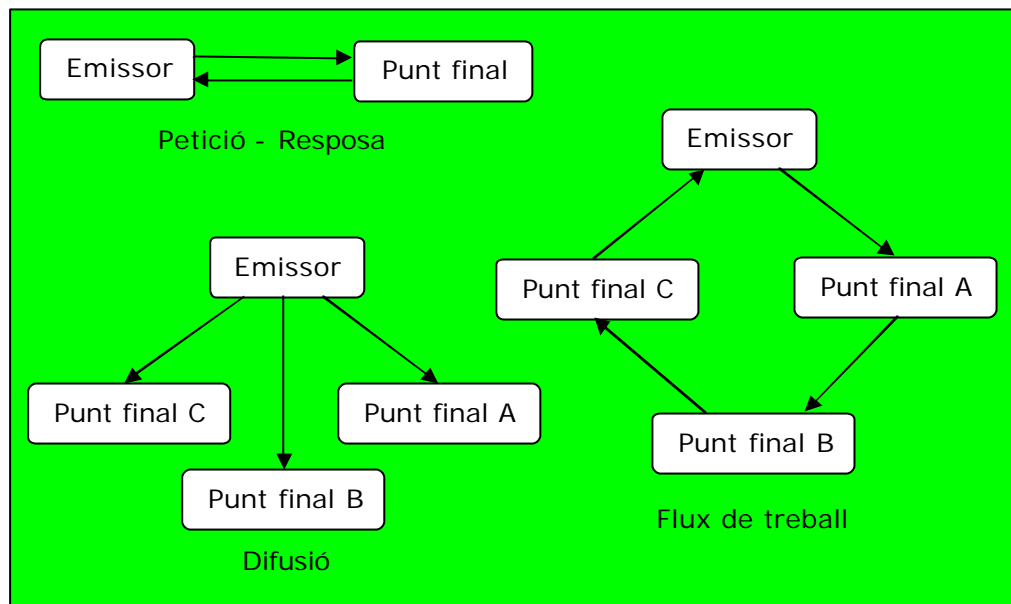 Emissor
Punt final
Petició - Resposa
Emissor
Punt final C
Punt final A
Punt final B
Difusió
Emissor
Punt final C
Punt final A
Punt final B
Flux de treball